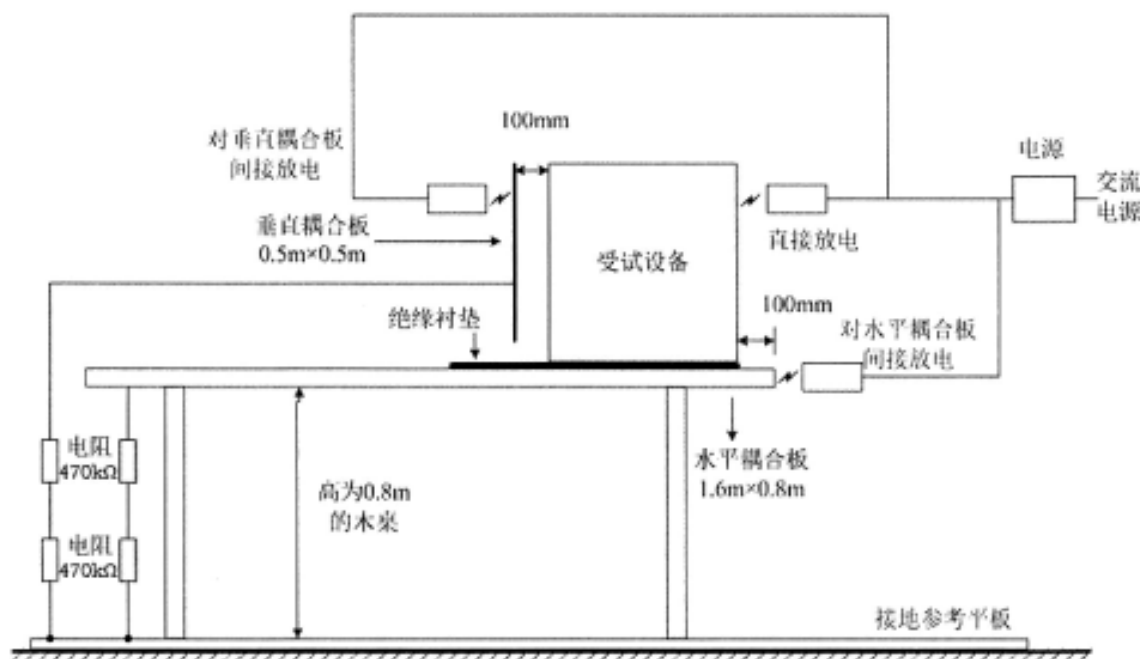 100mm
对垂直耦合板
间接放电
电源
交流
电源
垂直耦合板
0.5m×0.5m
直接放电
受试设备
100mm
绝缘衬垫
对水平耦合板
间接放电
电阻
470kΩ
水平耦合板
1.6m×0.8m
高为0.8m
的木桌
电阻
470kΩ
接地参考平板